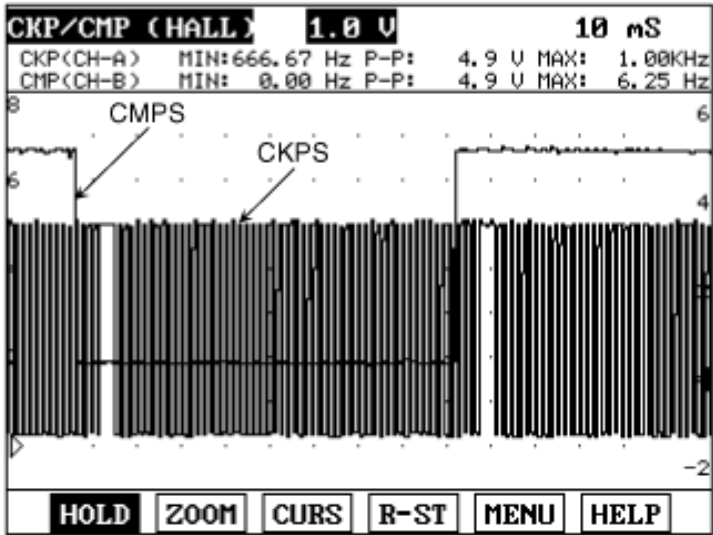 CKP/CMP (HALL) 1.0 V 10 mS
CKP(CH-A) MIN:666.67 Hz P-P: 4.9 V MAX: 1.00KHz
CMP(CH-B) MIN: 0.00 Hz P-P: 4.9 V MAX: 6.25 Hz
8 6
CMPS
CKPS
6 4
-2
HOLD ZOOM CURS R-ST MENU HELP